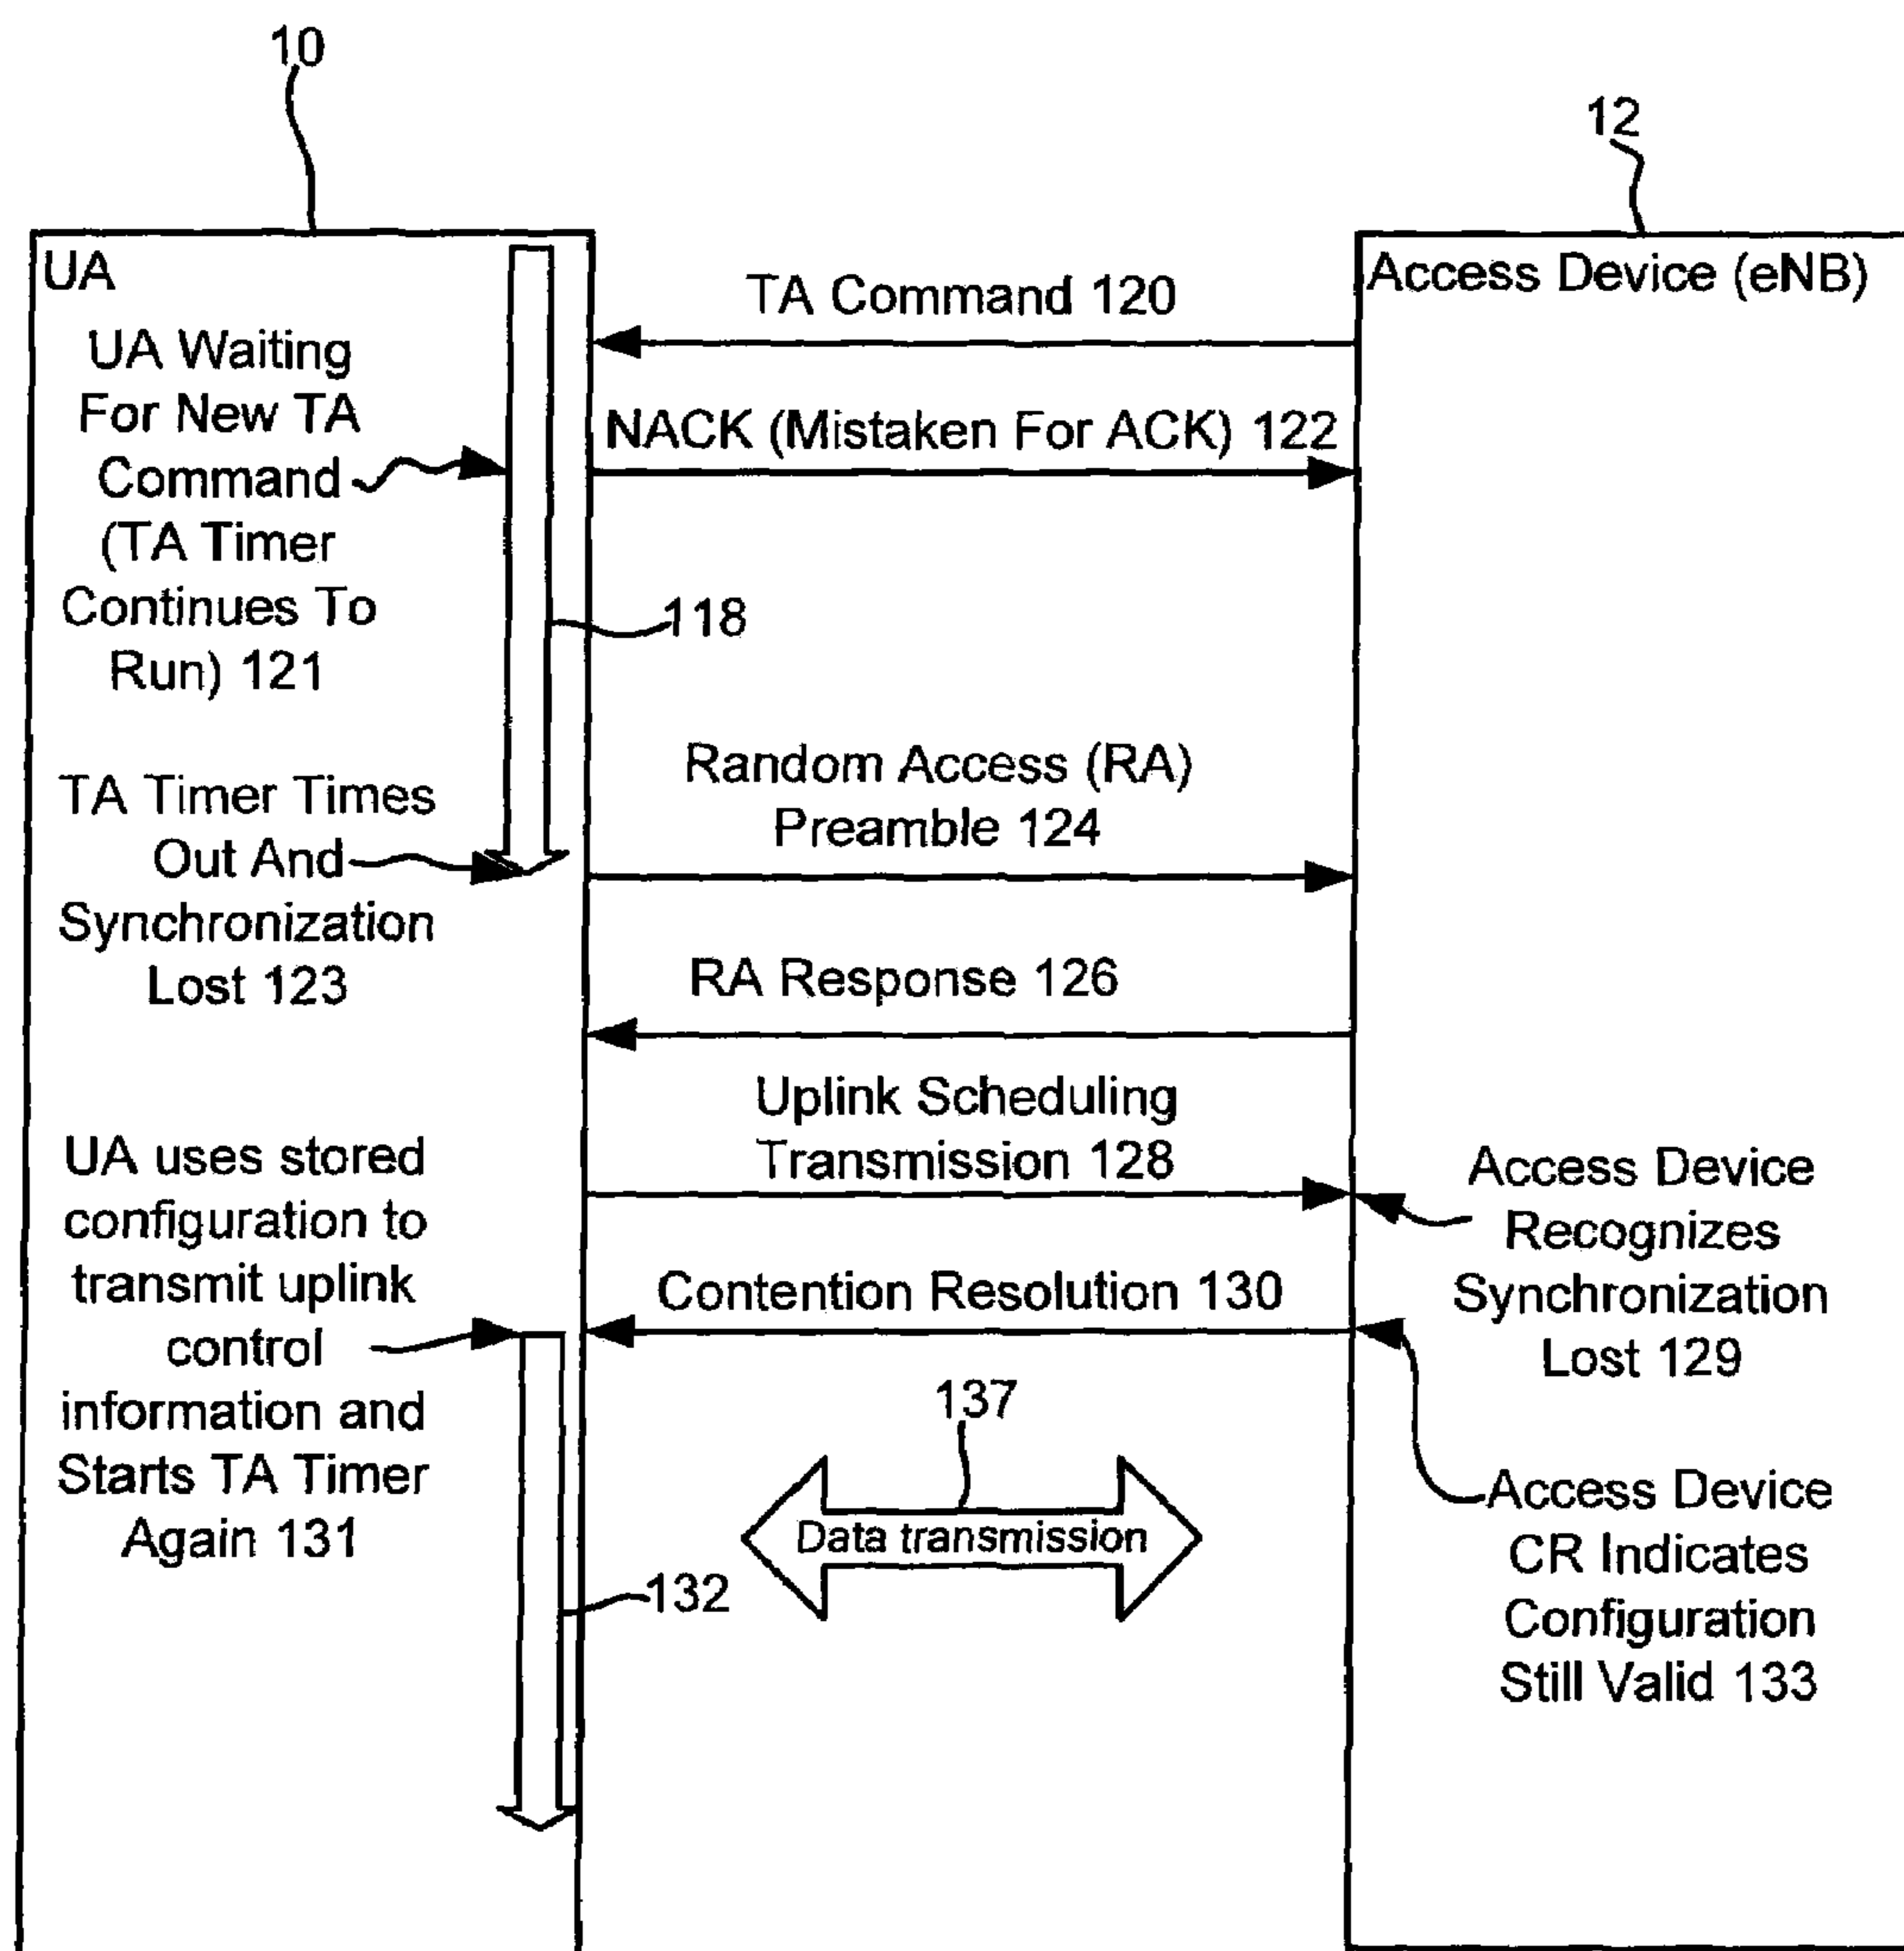 10
12
UA
Access Device (eNB)
UA Waiting
For New TA
Command
(TA Timer
Continues To
Run) 121
TA Command 120
NACK (Mistaken For ACK) 122
118
TA Timer Times
Out And
Synchronization
Lost 123
Random Access (RA)
Preamble 124
RA Response 126
Uplink Scheduling
Transmission 128
Access Device
Recognizes
Synchronization
Lost 129
UA uses stored
configuration to
transmit uplink
control
information and
Starts TA Timer
Again 131
Contention Resolution 130
137
Data transmission
132
Access Device
CR Indicates
Configuration
Still Valid 133